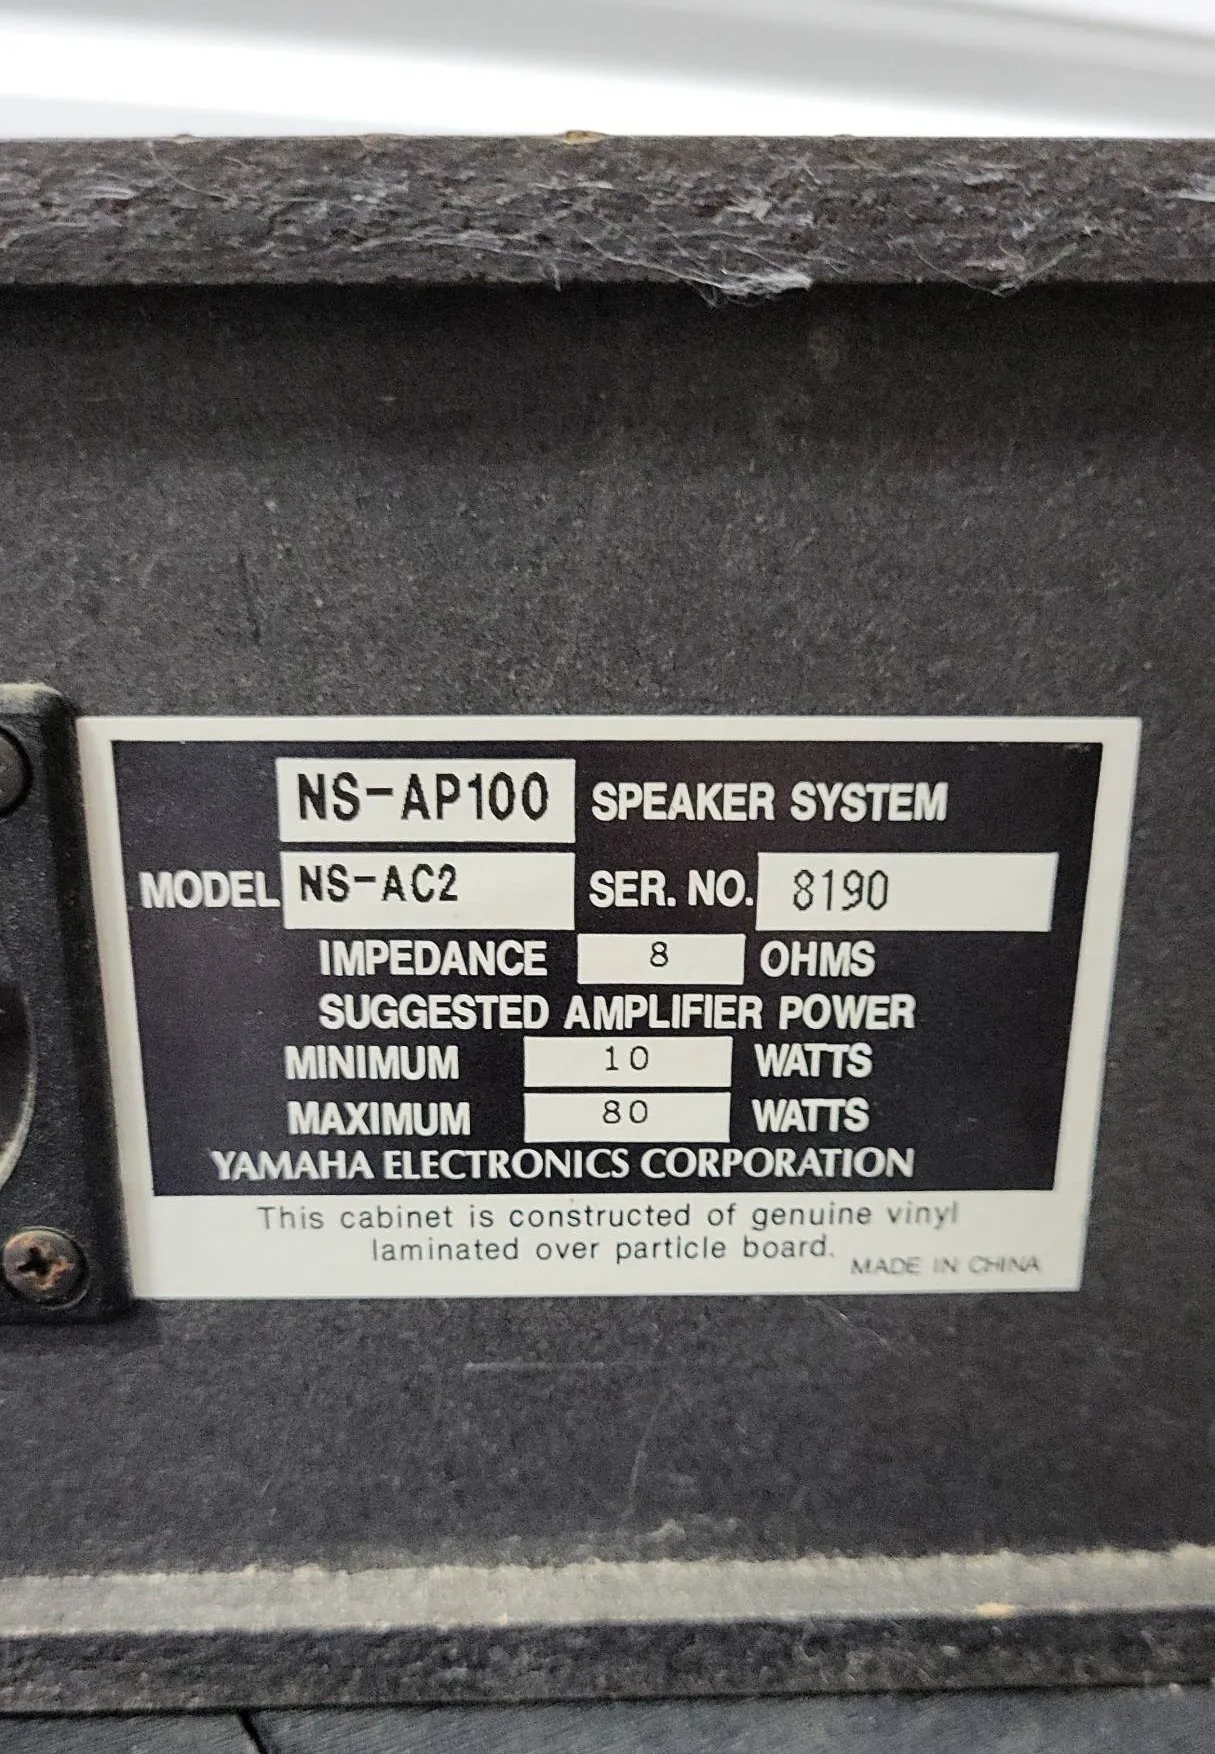 NS-AP100 SPEAKER SYSTEM
MODEL NS-AC2 SER. NO. 8190
IMPEDANCE 8 OHMS
SUGGESTED AMPLIFIER POWER
MINIMUM 10 WATTS
MAXIMUM 80 WATTS
YAMAHA ELECTRONICS CORPORATION
This cabinet is constructed of genuine vinyl
laminated over particle board.
MADE IN CHINA